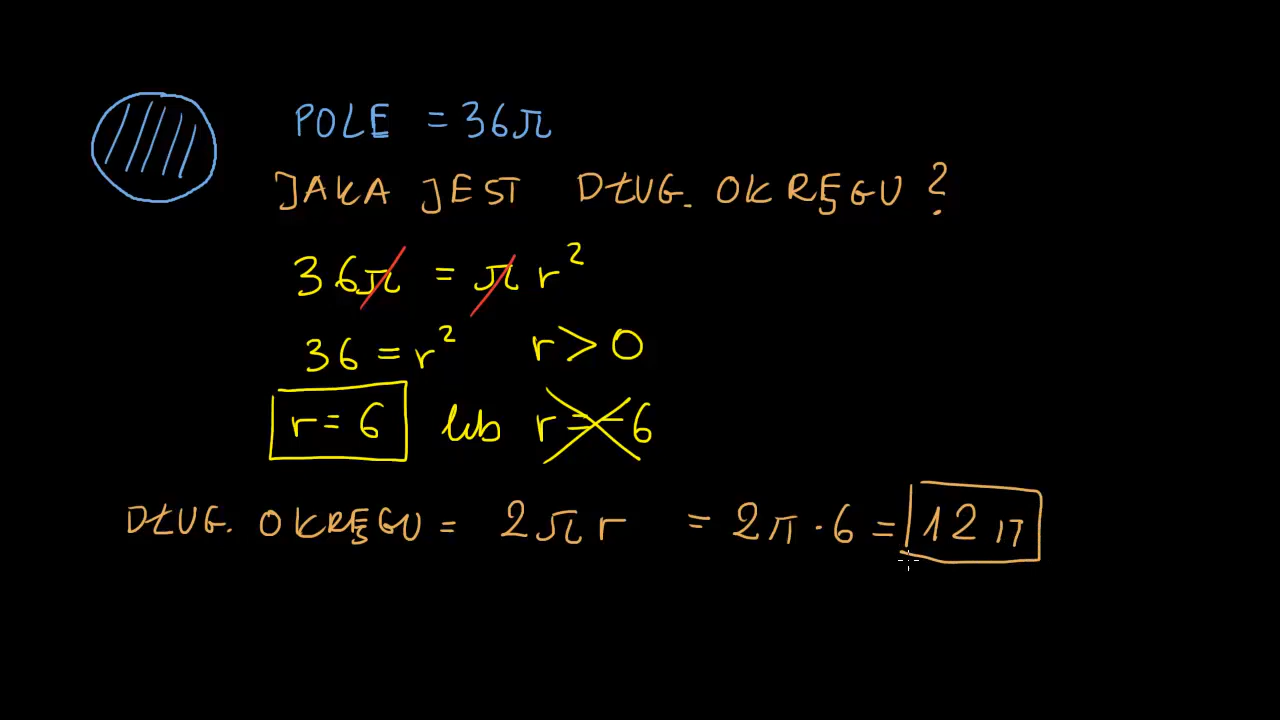 POLE = 36π
JAKA JEST DŁUG. OKRĘGU?
36π = π r²
36 = r² r > 0
r = 6 lub r = -6
DŁUG. OKRĘGU = 2πr = 2π · 6 = 12π